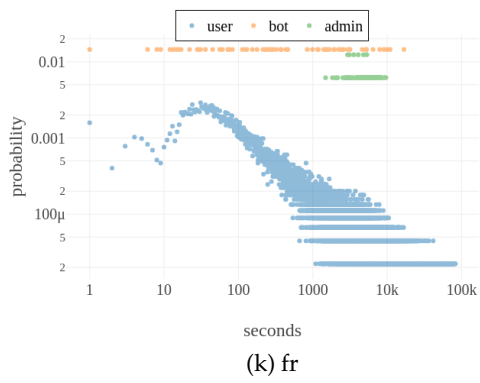 user bot admin
2
0.01
5
2
0.001
5
2
100μ
5
2
probability
1 10 100 1000 10k 100k
seconds
(k) fr